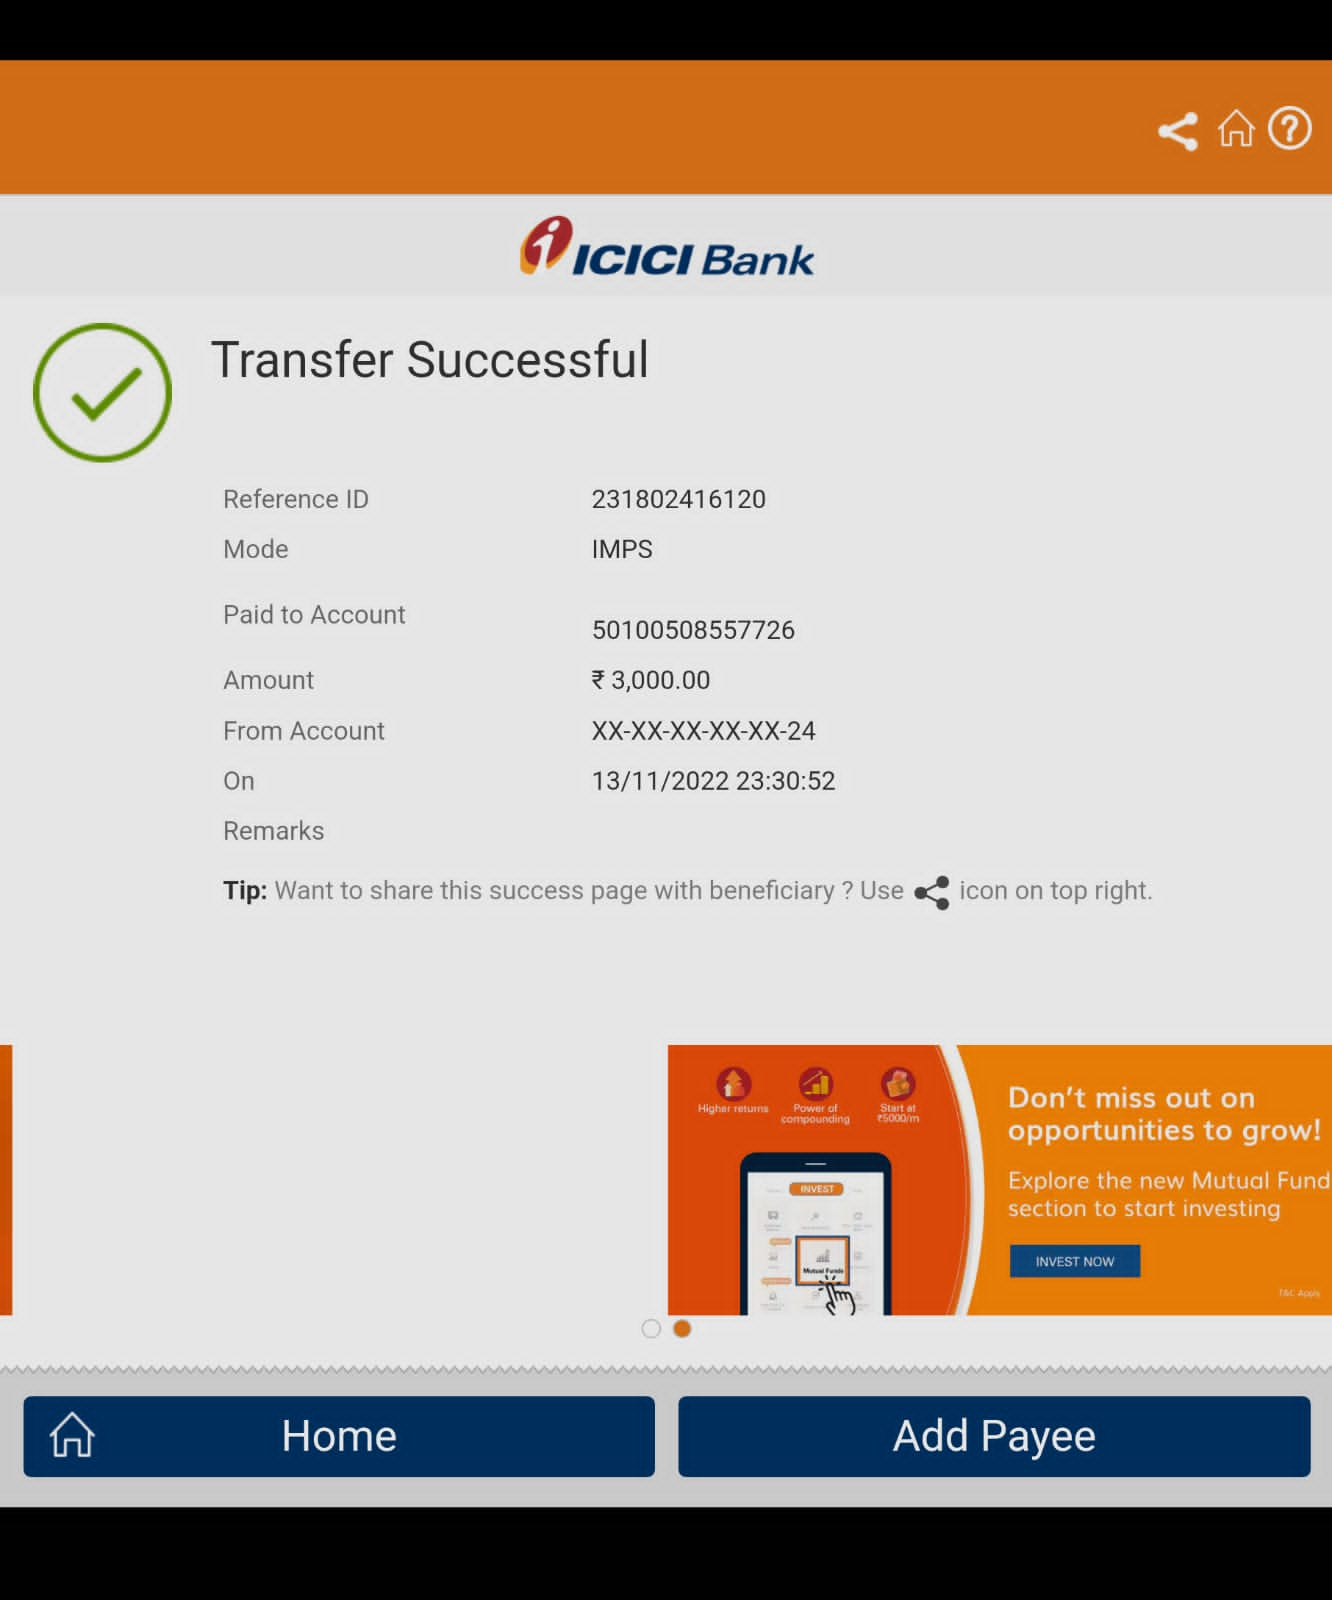 ICICI Bank
Transfer Successful
Reference ID 231802416120
Mode IMPS
Paid to Account 50100508557726
Amount ₹ 3,000.00
From Account XX-XX-XX-XX-XX-24
On 13/11/2022 23:30:52
Remarks
Tip: Want to share this success page with beneficiary ? Use icon on top right.
Higher returns
Power of
compounding
Start at
₹5000/m
INVEST
Mutual Funds
Don't miss out on
opportunities to grow!
Explore the new Mutual Fund
section to start investing
INVEST NOW
T&C Apply
Home
Add Payee